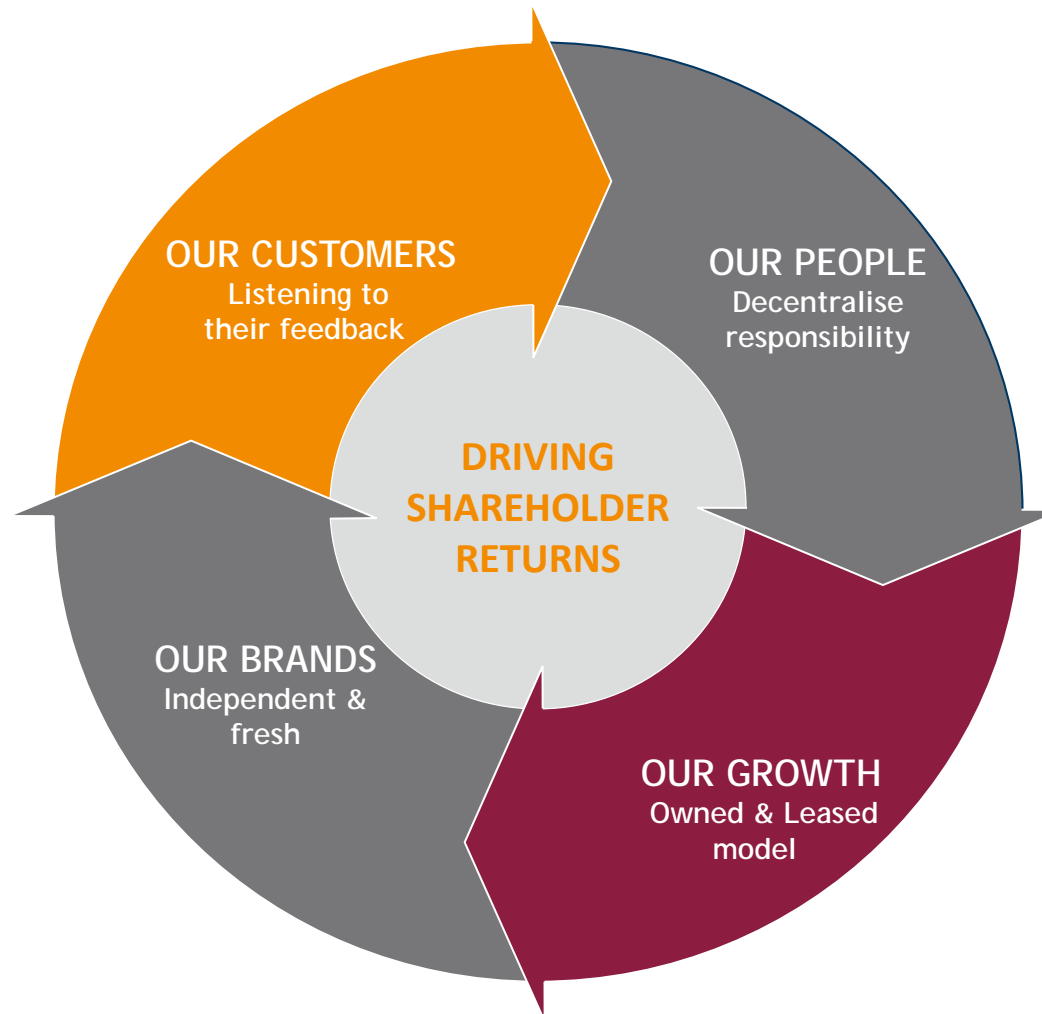 OUR CUSTOMERS
Listening to
their feedback
OUR PEOPLE
Decentralise
responsibility
DRIVING
SHAREHOLDER
RETURNS
OUR BRANDS
Independent &
fresh
OUR GROWTH
Owned & Leased
model